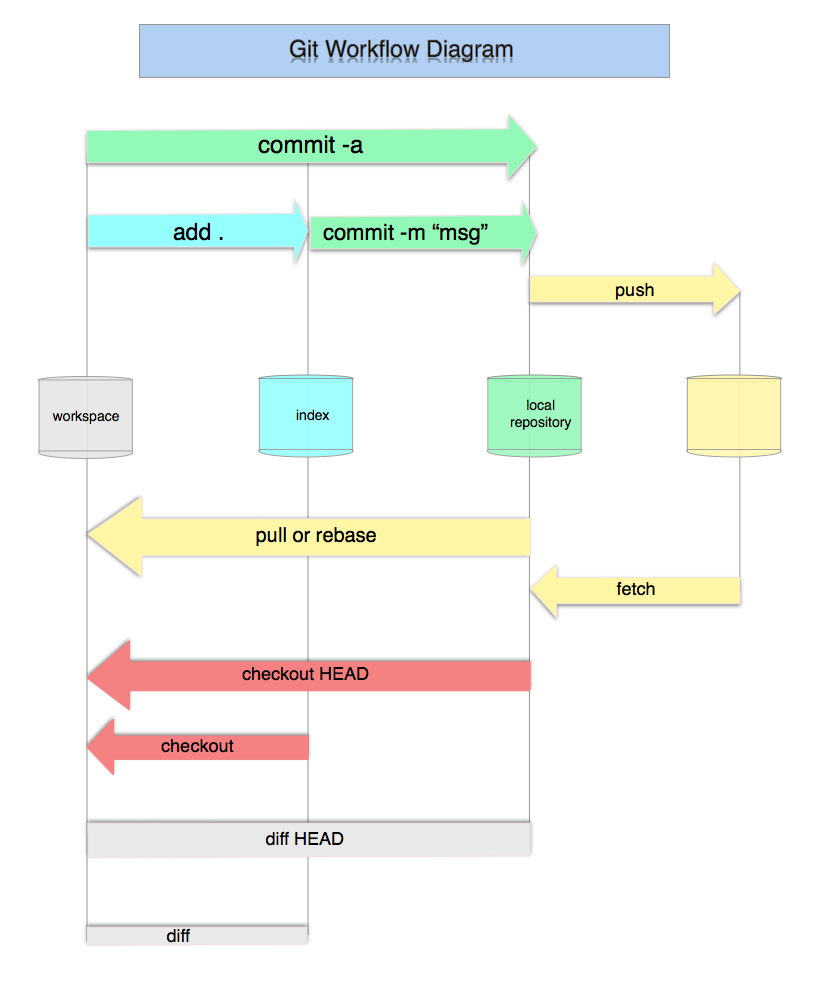 Git Workflow Diagram
commit -a
add .
commit -m “msg”
push
workspace
index
local
repository
pull or rebase
fetch
checkout HEAD
checkout
diff HEAD
diff